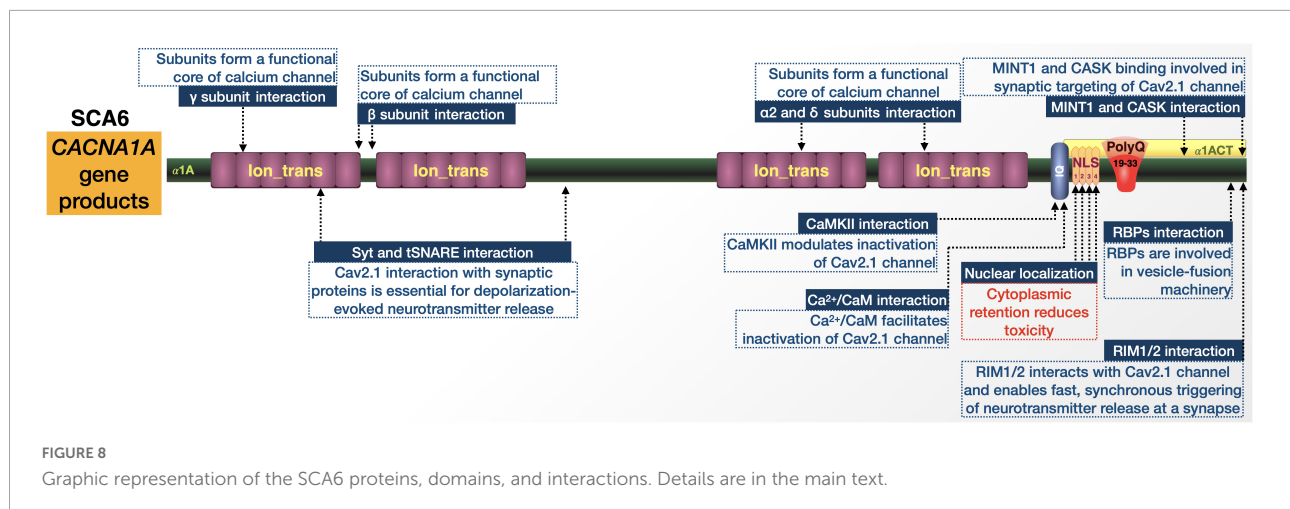 Subunits form a functional
core of calcium channel
γ subunit interaction
Subunits form a functional
core of calcium channel
β subunit interaction
Subunits form a functional
core of calcium channel
α2 and δ subunits interaction
MINT1 and CASK binding involved in
synaptic targeting of Cav2.1 channel
MINT1 and CASK interaction
SCA6
CACNA1A
gene
products
α1A
Ion_trans
Ion_trans
Ion_trans
Ion_trans
IQ
NLS
1 2 3 4
PolyQ
19-33
α1ACT
Syt and tSNARE interaction
Cav2.1 interaction with synaptic
proteins is essential for depolarization-
evoked neurotransmitter release
CaMKII interaction
CaMKII modulates inactivation
of Cav2.1 channel
Ca²⁺/CaM interaction
Ca²⁺/CaM facilitates
inactivation of Cav2.1 channel
Nuclear localization
Cytoplasmic
retention reduces
toxicity
RBPs interaction
RBPs are involved
in vesicle-fusion
machinery
RIM1/2 interaction
RIM1/2 interacts with Cav2.1 channel
and enables fast, synchronous triggering
of neurotransmitter release at a synapse
FIGURE 8
Graphic representation of the SCA6 proteins, domains, and interactions. Details are in the main text.